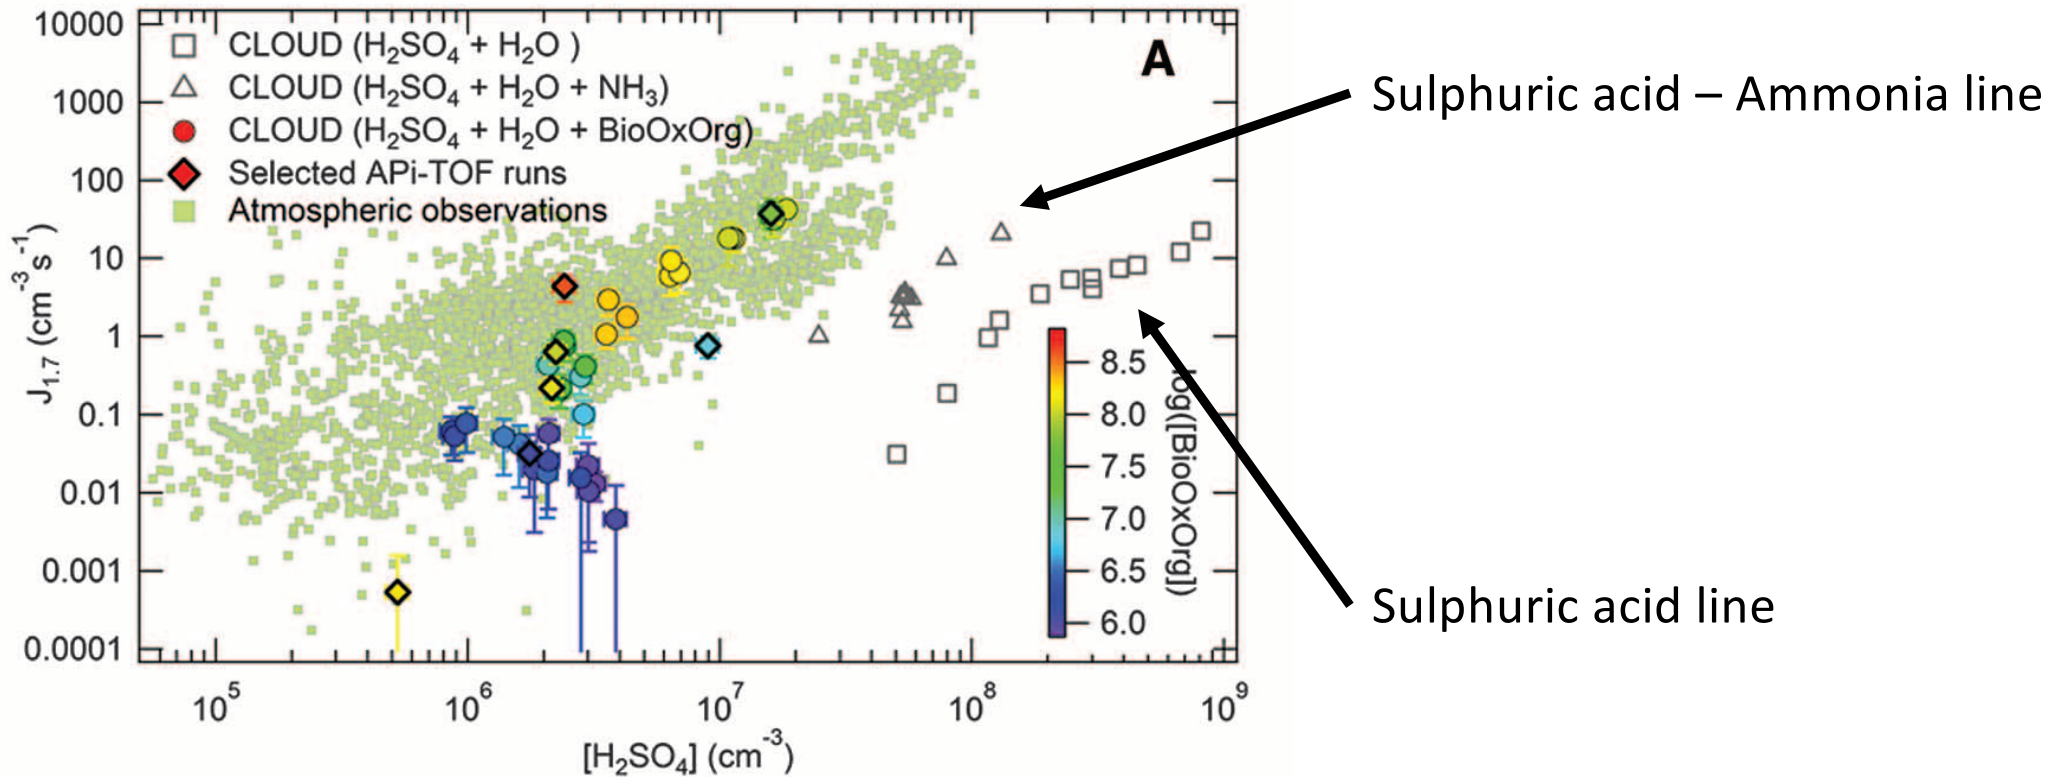 10000
1000
100
10
1
0.1
0.01
0.001
0.0001
J1.7 (cm-3s-1)
CLOUD (H2SO4 + H2O )
CLOUD (H2SO4 + H2O + NH3)
CLOUD (H2SO4 + H2O + BioOxOrg)
Selected APi-TOF runs
Atmospheric observations
A
Sulphuric acid – Ammonia line
Sulphuric acid line
8.5
8.0
7.5
7.0
6.5
6.0
log([BioOxOrg])
10^5
10^6
10^7
10^8
10^9
[H2SO4] (cm-3)